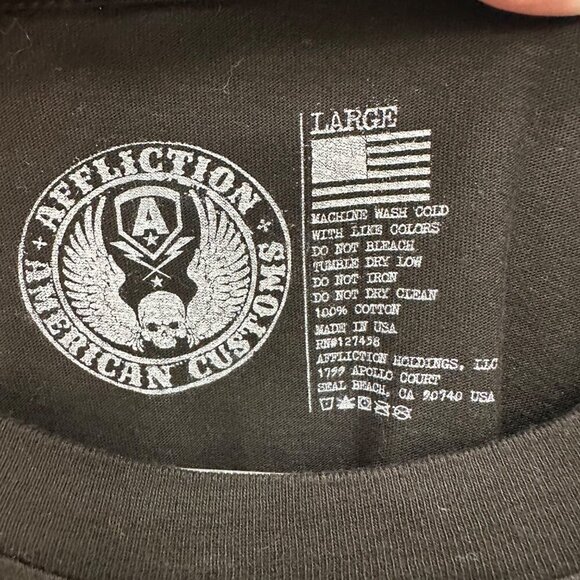 AFFLICTION
A
AMERICAN CUSTOMS
LARGE
MACHINE WASH COLD
WITH LIKE COLORS
DO NOT BLEACH
TUMBLE DRY LOW
DO NOT IRON
DO NOT DRY CLEAN
100% COTTON
MADE IN USA
RN#127458
AFFLICTION HOLDINGS, LLC
1799 APOLLO COURT
SEAL BEACH, CA 90740 USA